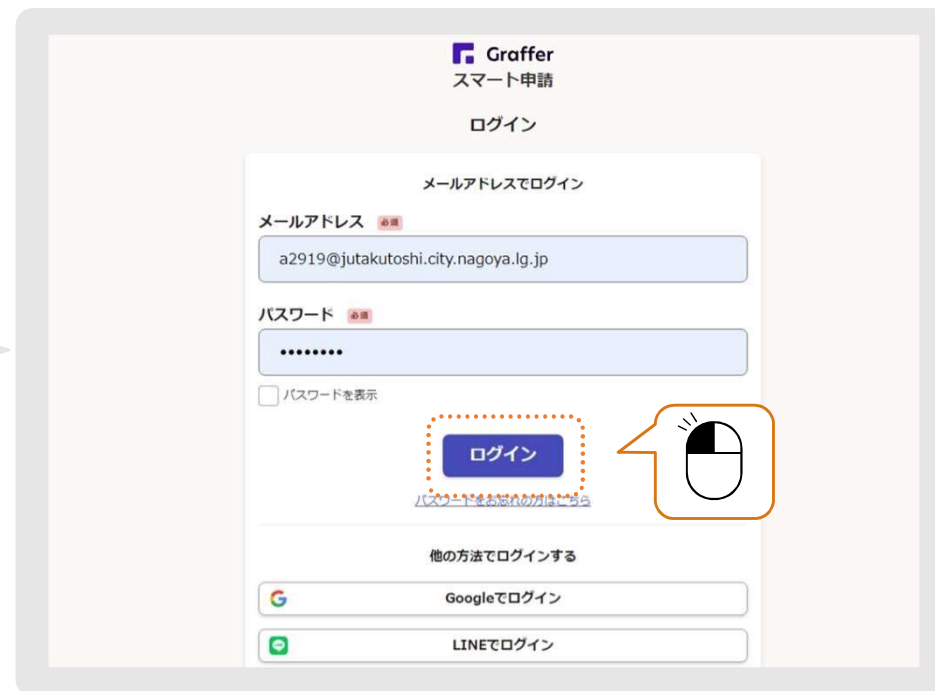 Graffer
スマート申請
ログイン
メールアドレスでログイン
メールアドレス 必須
a2919@jutakutoshi.city.nagoya.lg.jp
パスワード 必須
••••••••
パスワードを表示
ログイン
パスワードをお忘れの方はこちら
他の方法でログインする
Googleでログイン
LINEでログイン